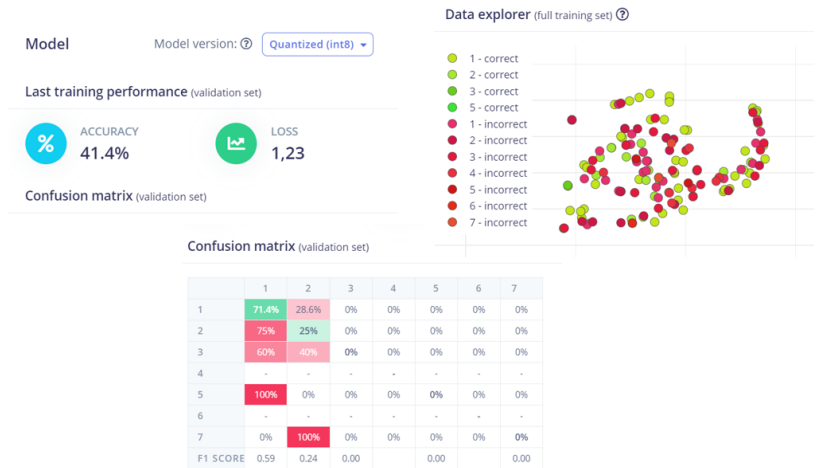 Model
Model version: Quantized (int8)
Last training performance (validation set)
ACCURACY
41.4%
LOSS
1,23
Confusion matrix (validation set)
Data explorer (full training set)
1 - correct
2 - correct
3 - correct
5 - correct
1 - incorrect
2 - incorrect
3 - incorrect
4 - incorrect
5 - incorrect
6 - incorrect
7 - incorrect
Confusion matrix (validation set)
1 2 3 4 5 6 7
1 71.4% 28.6% 0% 0% 0% 0% 0%
2 75% 25% 0% 0% 0% 0% 0%
3 60% 40% 0% 0% 0% 0% 0%
4 - - - - - - -
5 100% 0% 0% 0% 0% 0% 0%
6 - - - - - - -
7 0% 100% 0% 0% 0% 0% 0%
F1 SCORE 0.59 0.24 0.00 0.00 0.00